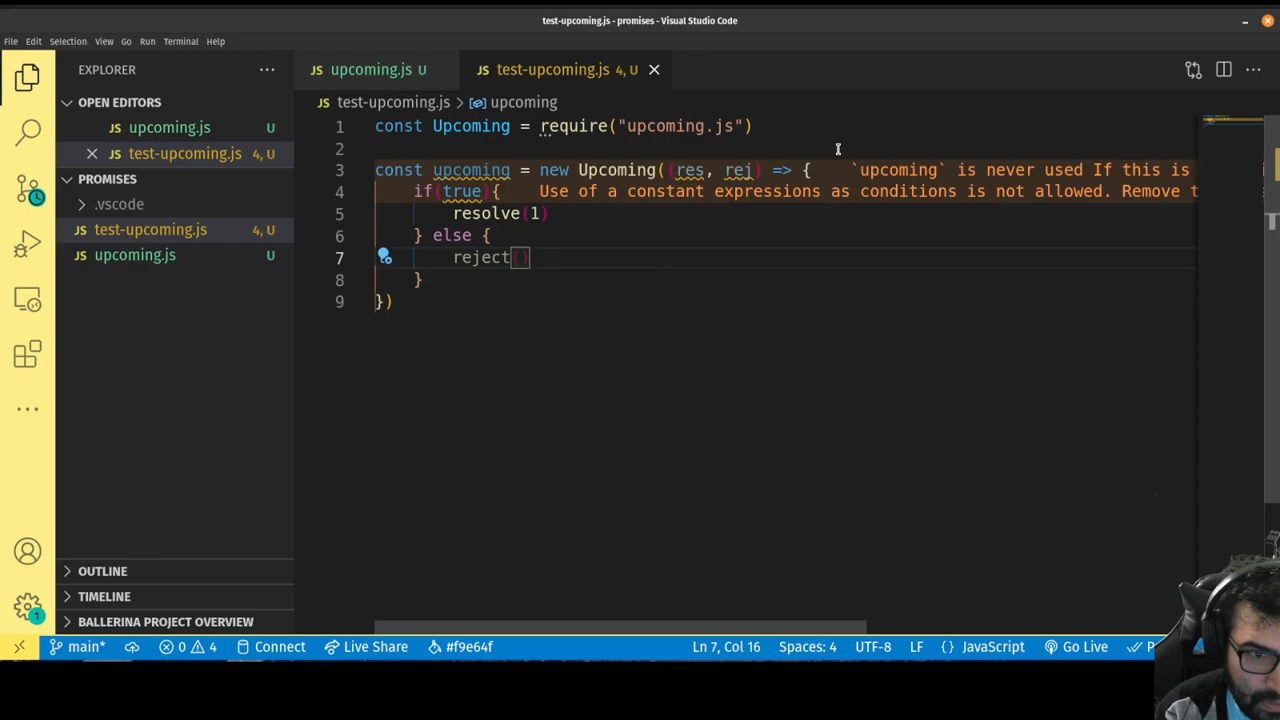 test-upcoming.js - promises - Visual Studio Code
File Edit Selection View Go Run Terminal Help
EXPLORER
JS upcoming.js U
JS test-upcoming.js 4, U
OPEN EDITORS
JS upcoming.js U
JS test-upcoming.js 4, U
PROMISES
.vscode
JS test-upcoming.js 4, U
JS upcoming.js U
JS test-upcoming.js > upcoming
1 const Upcoming = require("upcoming.js")
2
3 const upcoming = new Upcoming((res, rej) => { `upcoming` is never used If this is
4 if(true){ Use of a constant expressions as conditions is not allowed. Remove t
5 resolve(1)
6 } else {
7 reject()
8 }
9 })
OUTLINE
TIMELINE
BALLERINA PROJECT OVERVIEW
1
main* 0 4 Connect Live Share #f9e64f Ln 7, Col 16 Spaces: 4 UTF-8 LF {} JavaScript Go Live